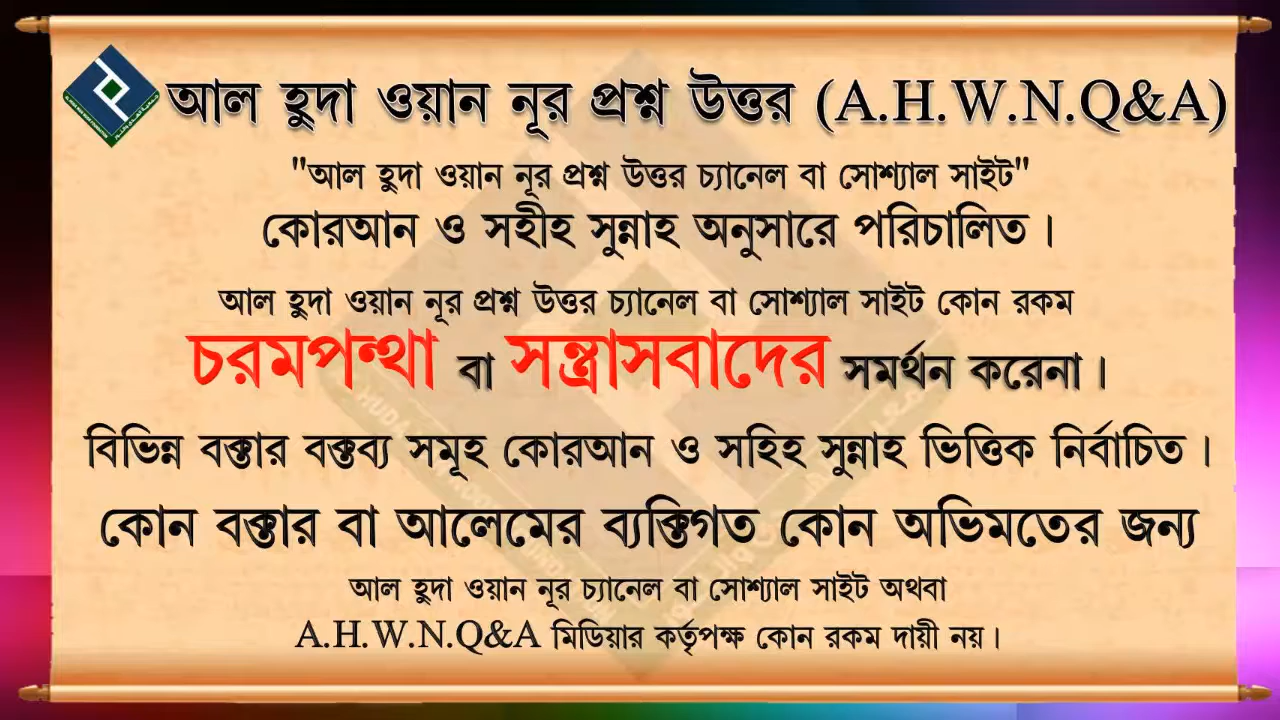 আল হুদা ওয়ান নূর প্রশ্ন উত্তর (A.H.W.N.Q&A)
"আল হুদা ওয়ান নূর প্রশ্ন উত্তর চ্যানেল বা সোশ্যাল সাইট"
কোরআন ও সহীহ সুন্নাহ অনুসারে পরিচালিত।
আল হুদা ওয়ান নূর প্রশ্ন উত্তর চ্যানেল বা সোশ্যাল সাইট কোন রকম
চরমপন্থা বা সন্ত্রাসবাদের সমর্থন করেনা।
বিভিন্ন বক্তার বক্তব্য সমূহ কোরআন ও সহিহ সুন্নাহ ভিত্তিক নির্বাচিত।
কোন বক্তার বা আলেমের ব্যক্তিগত কোন অভিমতের জন্য
আল হুদা ওয়ান নূর চ্যানেল বা সোশ্যাল সাইট অথবা
A.H.W.N.Q&A মিডিয়ার কর্তৃপক্ষ কোন রকম দায়ী নয়।